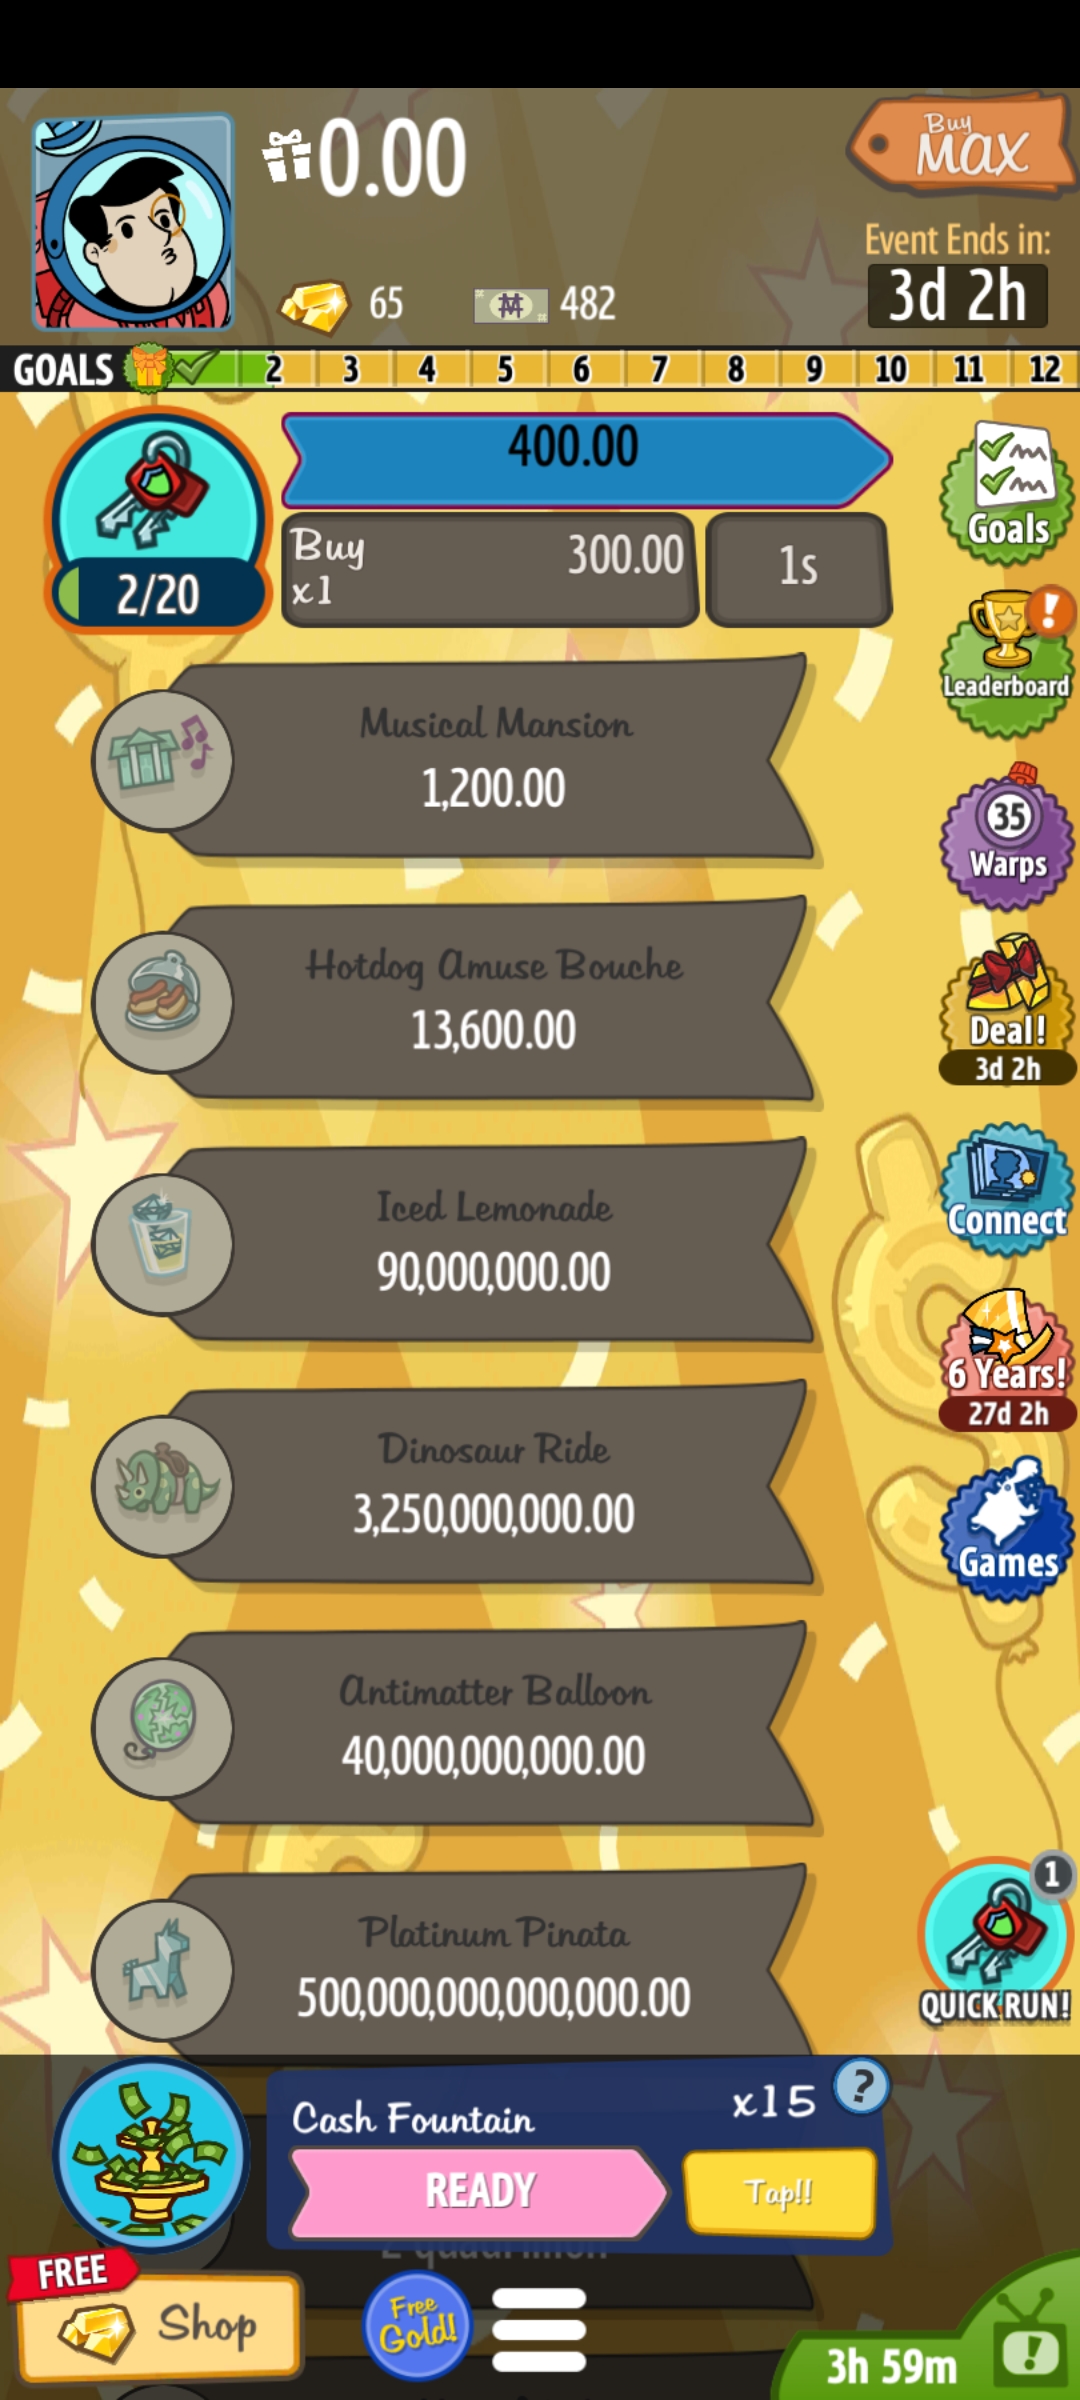 0.00
Buy
Max
Event Ends in:
3d 2h
65
482
GOALS 2 3 4 5 6 7 8 9 10 11 12
400.00
2/20
Buy
x1
300.00
1s
Goals
Leaderboard
!
Musical Mansion
1,200.00
35
Warps
Hotdog Amuse Bouche
13,600.00
Deal!
3d 2h
Iced Lemonade
90,000,000.00
Connect
Dinosaur Ride
3,250,000,000.00
6 Years!
27d 2h
Games
Antimatter Balloon
40,000,000,000.00
Platinum Pinata
500,000,000,000,000.00
1
QUICK RUN!
Cash Fountain
x15
?
READY
Tap!!
FREE
Shop
Free
Gold!
3h 59m
!